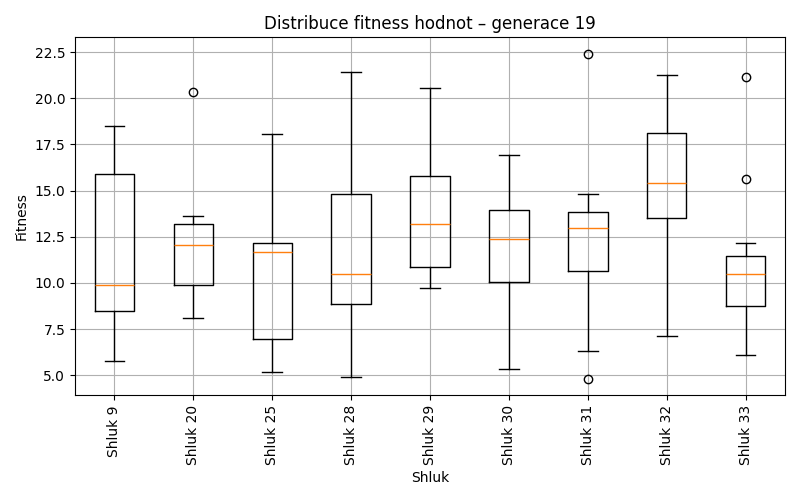 Distribuce fitness hodnot – generace 19
22.5
20.0
17.5
15.0
12.5
10.0
7.5
5.0
Fitness
Shluk 9
Shluk 20
Shluk 25
Shluk 28
Shluk 29
Shluk 30
Shluk 31
Shluk 32
Shluk 33
Shluk